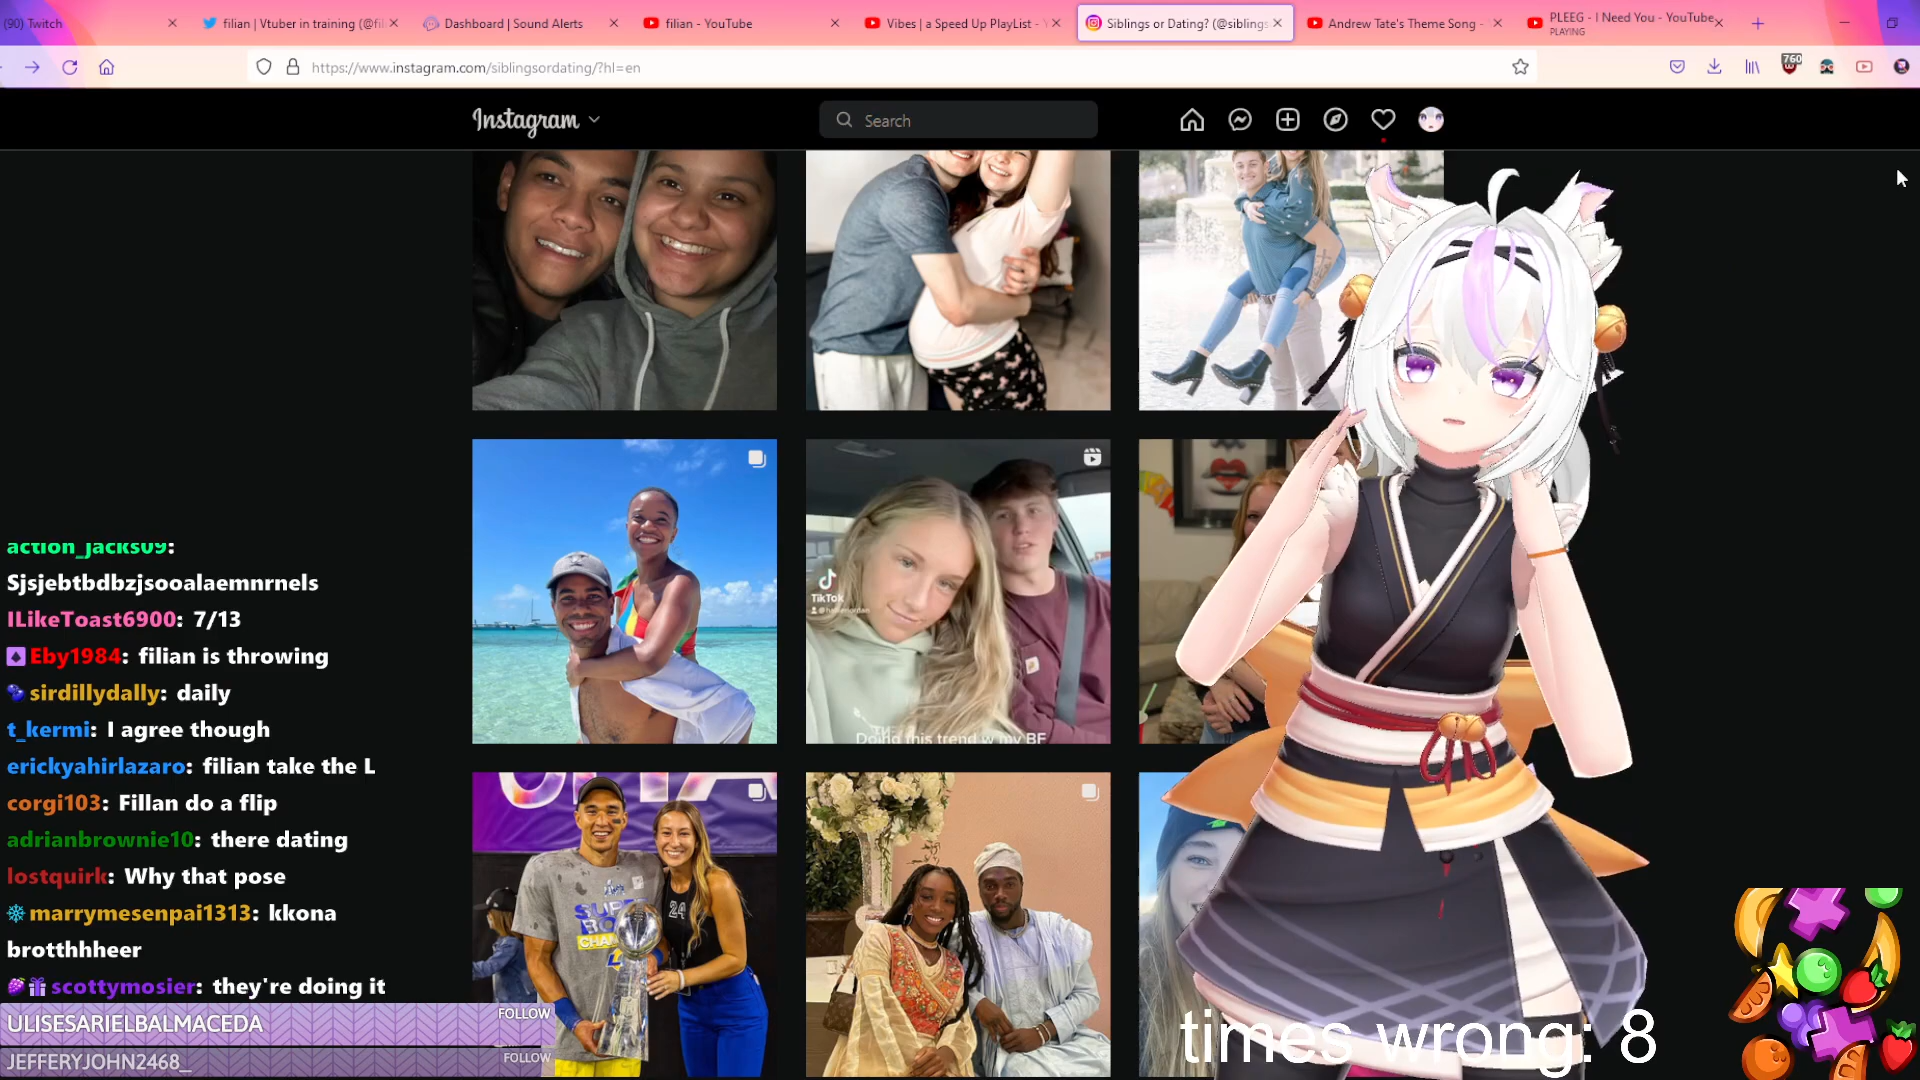 (90) Twitch
filian | Vtuber in training (@fil
Dashboard | Sound Alerts
filian - YouTube
Vibes | a Speed Up PlayList -
Siblings or Dating? (@siblings
Andrew Tate's Theme Song -
PLEEG - I Need You - YouTube
PLAYING
https://www.instagram.com/siblingsordating/?hl=en
760
Instagram
Search
TikTok
Doing this trend w my BF
24
action_jacks09:
Sjsjebtbdbzjsooalaemnrnels
ILikeToast6900: 7/13
Eby1984: filian is throwing
sirdillydally: daily
t_kermi: I agree though
erickyahirlazaro: filian take the L
corgi103: Fillan do a flip
adrianbrownie10: there dating
lostquirk: Why that pose
marrymesenpai1313: kkona
brotthhheer
scottymosier: they're doing it
ULISESARIELBALMACEDA FOLLOW
JEFFERYJOHN2468_ FOLLOW
times wrong: 8